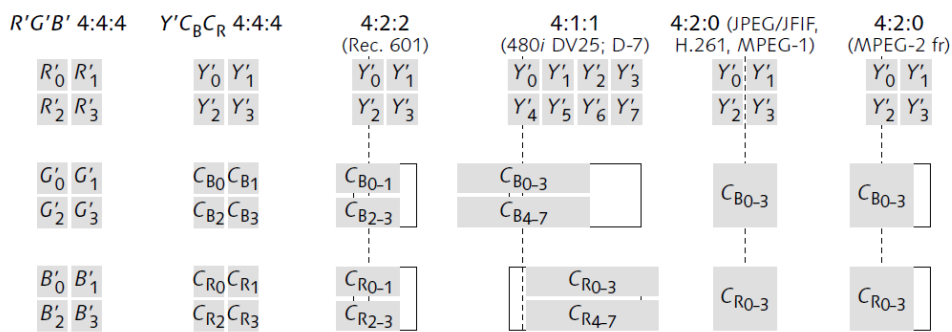 R'G'B' 4:4:4 Y'CBCR 4:4:4 4:2:2 4:1:1 4:2:0 (JPEG/JFIF, 4:2:0
(Rec. 601) (480i DV25; D-7) H.261, MPEG-1) (MPEG-2 fr)
R'0 R'1 Y'0 Y'1 Y'0 Y'1 Y'0 Y'1 Y'2 Y'3 Y'0 Y'1 Y'0 Y'1
R'2 R'3 Y'2 Y'3 Y'2 Y'3 Y'4 Y'5 Y'6 Y'7 Y'2 Y'3 Y'2 Y'3
G'0 G'1 CB0 CB1 CB0–1 CB0–3 CB0–3 CB0–3
G'2 G'3 CB2 CB3 CB2–3 CB4–7
B'0 B'1 CR0 CR1 CR0–1 CR0–3 CR0–3 CR0–3
B'2 B'3 CR2 CR3 CR2–3 CR4–7